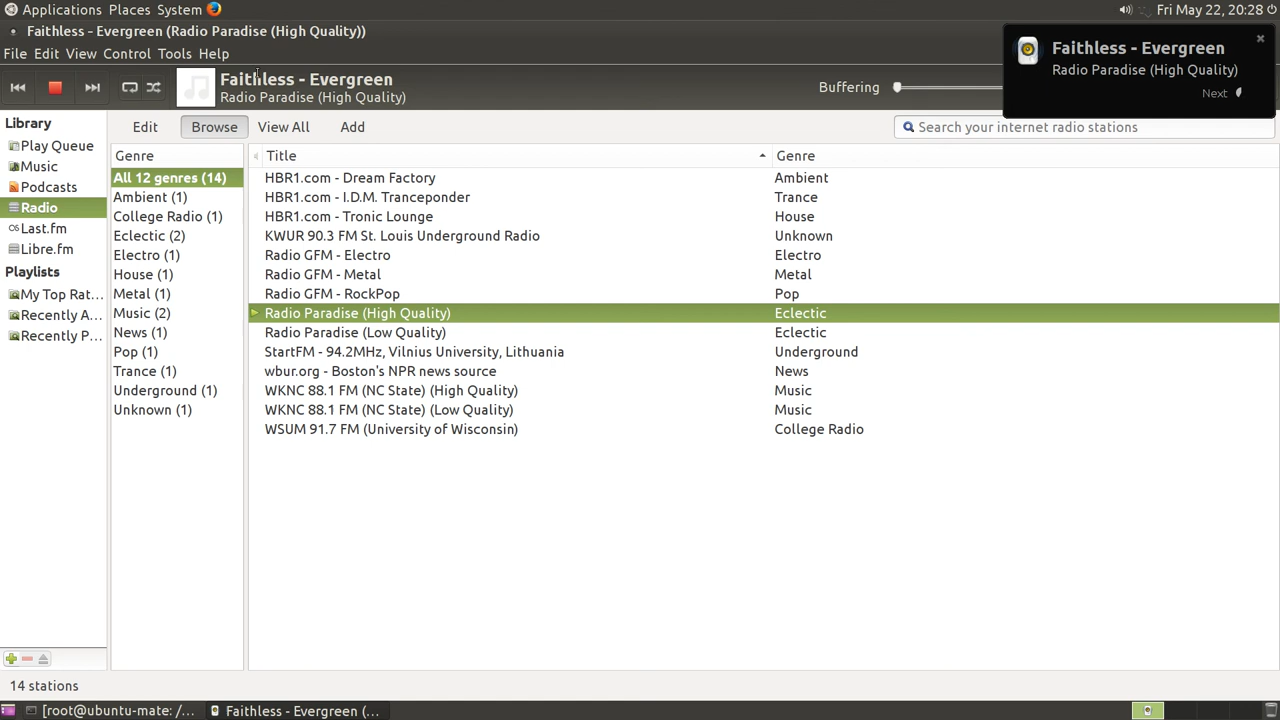 Applications Places System Fri May 22, 20:28
Faithless - Evergreen (Radio Paradise (High Quality))
File Edit View Control Tools Help
Faithless - Evergreen
Radio Paradise (High Quality)
Buffering
Faithless - Evergreen
Radio Paradise (High Quality)
Next
Library
Play Queue
Music
Podcasts
Radio
Last.fm
Libre.fm
Playlists
My Top Rat...
Recently A...
Recently P...
Edit Browse View All Add
Search your internet radio stations
Genre
All 12 genres (14)
Ambient (1)
College Radio (1)
Eclectic (2)
Electro (1)
House (1)
Metal (1)
Music (2)
News (1)
Pop (1)
Trance (1)
Underground (1)
Unknown (1)
Title Genre
HBR1.com - Dream Factory Ambient
HBR1.com - I.D.M. Tranceponder Trance
HBR1.com - Tronic Lounge House
KWUR 90.3 FM St. Louis Underground Radio Unknown
Radio GFM - Electro Electro
Radio GFM - Metal Metal
Radio GFM - RockPop Pop
Radio Paradise (High Quality) Eclectic
Radio Paradise (Low Quality) Eclectic
StartFM - 94.2MHz, Vilnius University, Lithuania Underground
wbur.org - Boston's NPR news source News
WKNC 88.1 FM (NC State) (High Quality) Music
WKNC 88.1 FM (NC State) (Low Quality) Music
WSUM 91.7 FM (University of Wisconsin) College Radio
14 stations
[root@ubuntu-mate: /... Faithless - Evergreen (...